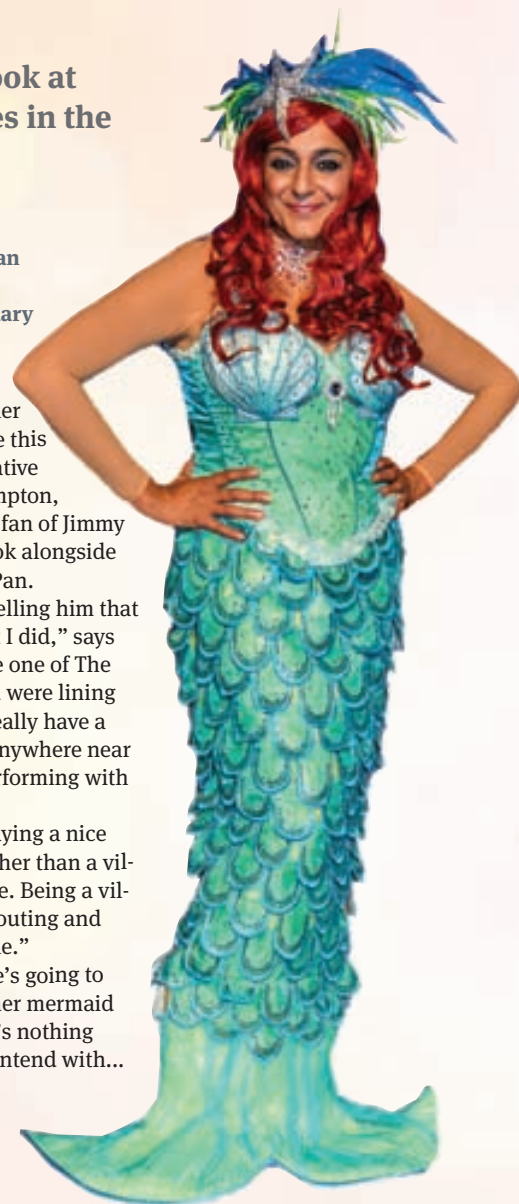 ook at
es in the
an
ary
her
e this
ative
mpton,
fan of Jimmy
ok alongside
Pan.
elling him that
I did,” says
e one of The
were lining
eally have a
nywhere near
rforming with
ying a nice
her than a vil-
e. Being a vil-
outing and
e.”
e’s going to
her mermaid
’s nothing
ntend with...